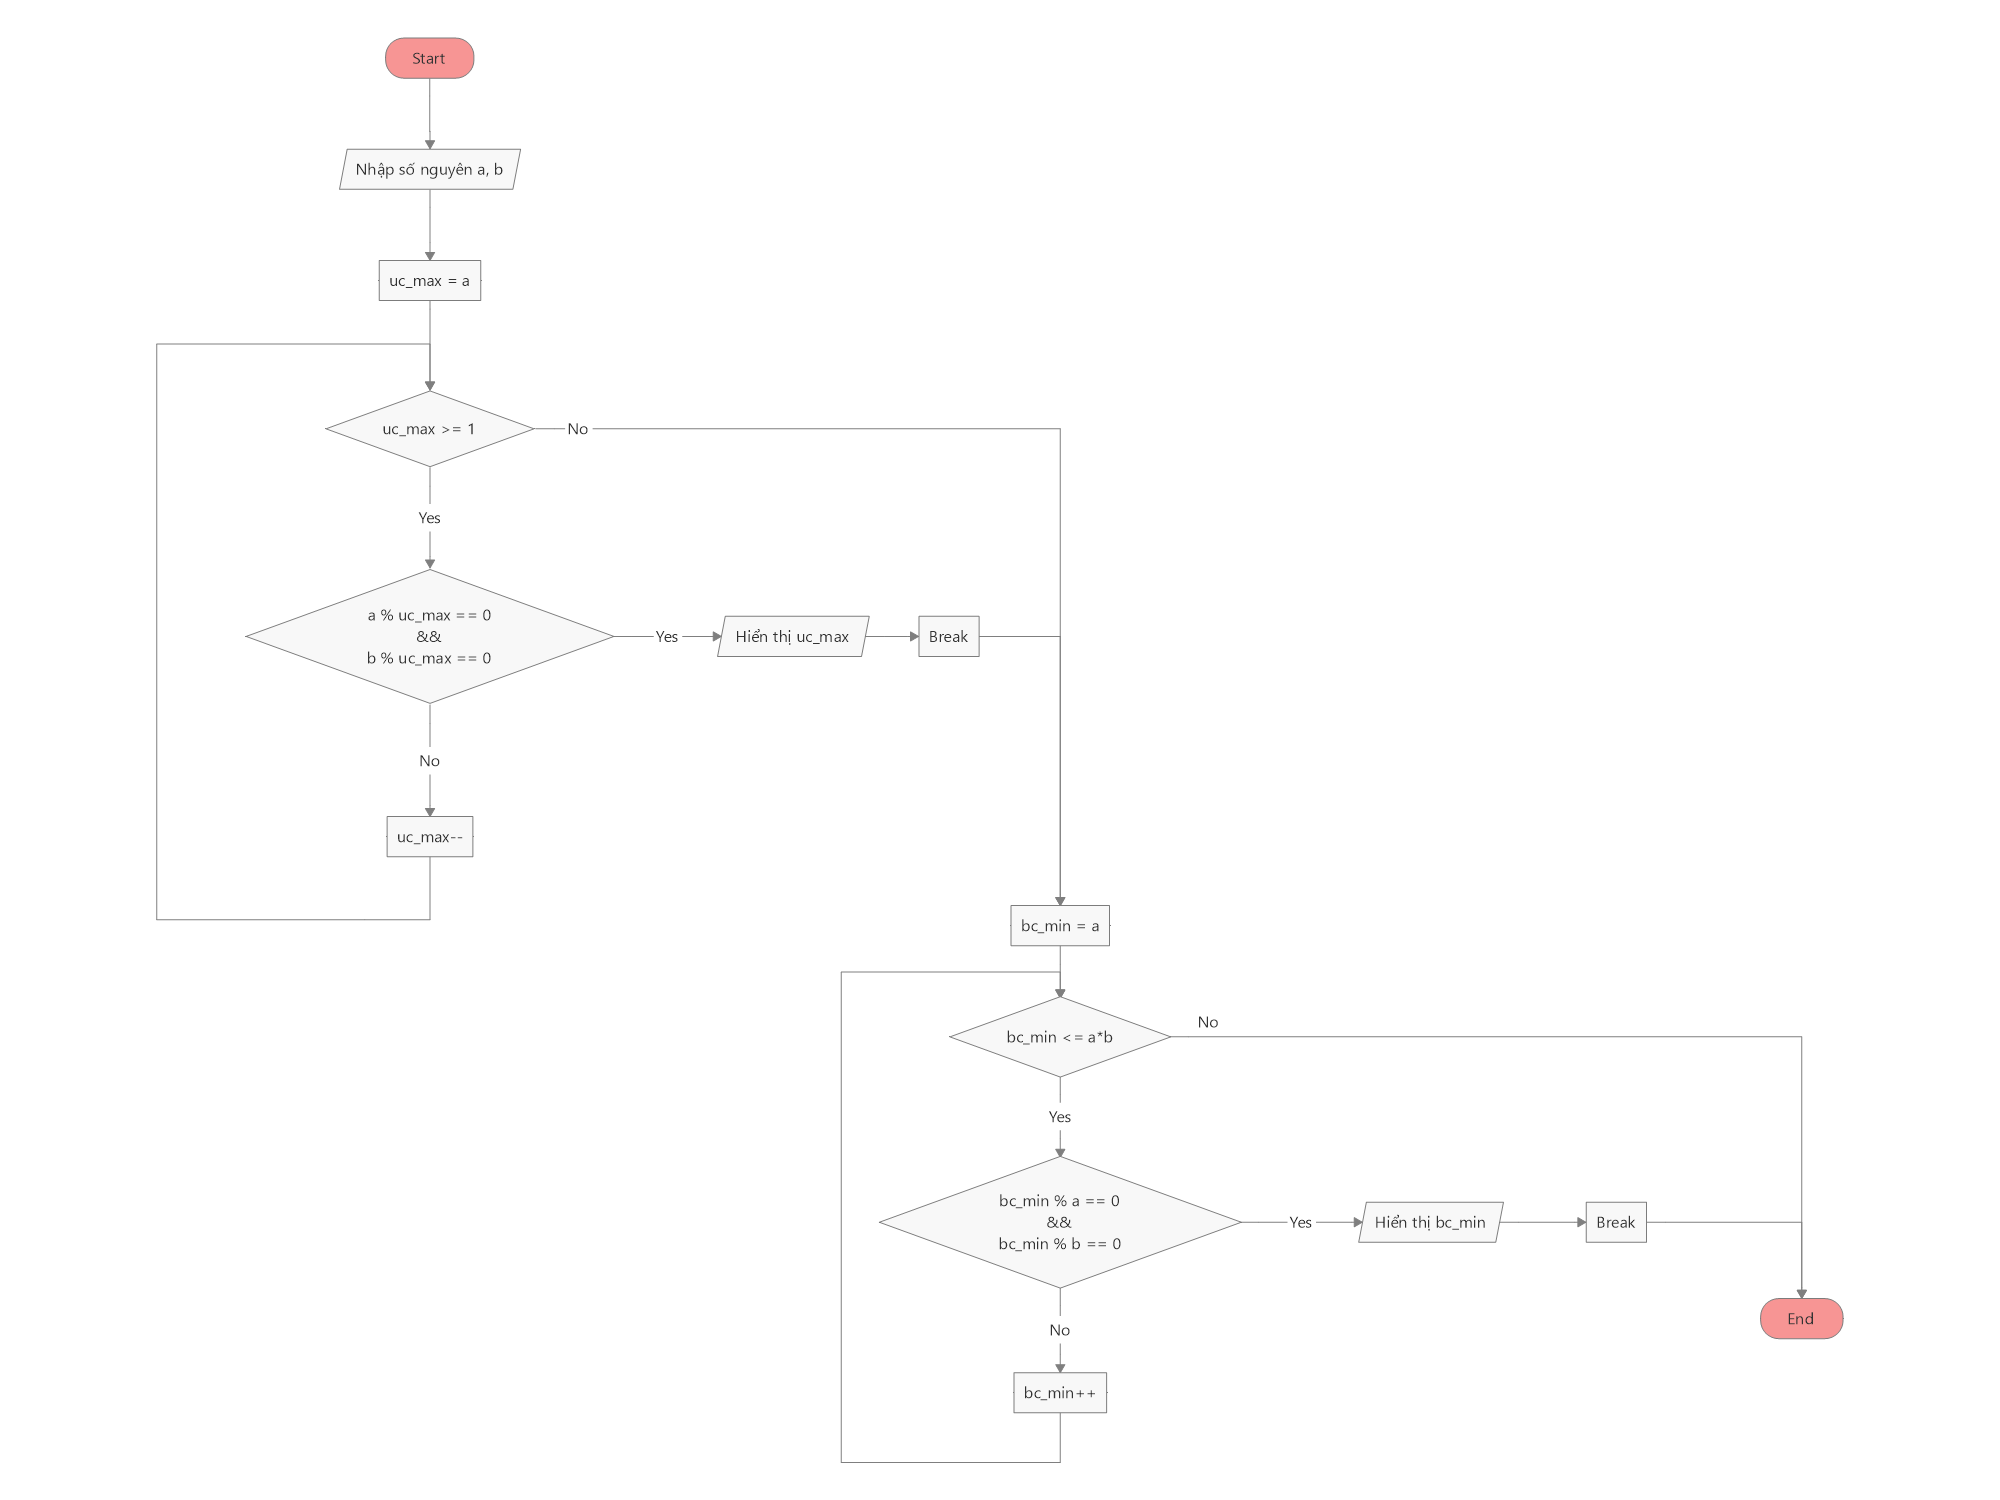 Start
Nhập số nguyên a, b
uc_max = a
uc_max >= 1
No
Yes
a % uc_max == 0
&&
b % uc_max == 0
Yes
Hiển thị uc_max
Break
No
uc_max--
bc_min = a
bc_min <= a*b
No
Yes
bc_min % a == 0
&&
bc_min % b == 0
Yes
Hiển thị bc_min
Break
No
End
bc_min++